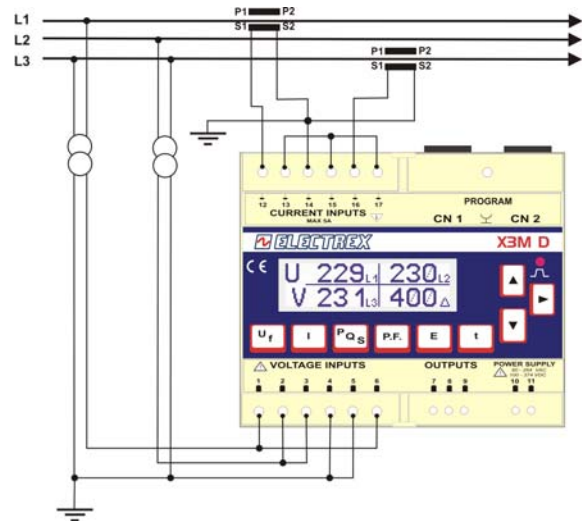 L1
P1 P2
S1 S2
L2
L3
P1 P2
S1 S2
12 13 14 15 16 17
CURRENT INPUTS
MAX 5A
PROGRAM
CN 1 CN 2
ELECTREX
X3M D
CE
U 229 L1 230 L2
V 231 L3 400 Δ
Uf I PQS P.F. E t
VOLTAGE INPUTS
OUTPUTS
POWER SUPPLY
1 2 3 4 5 6 7 8 9 10 11